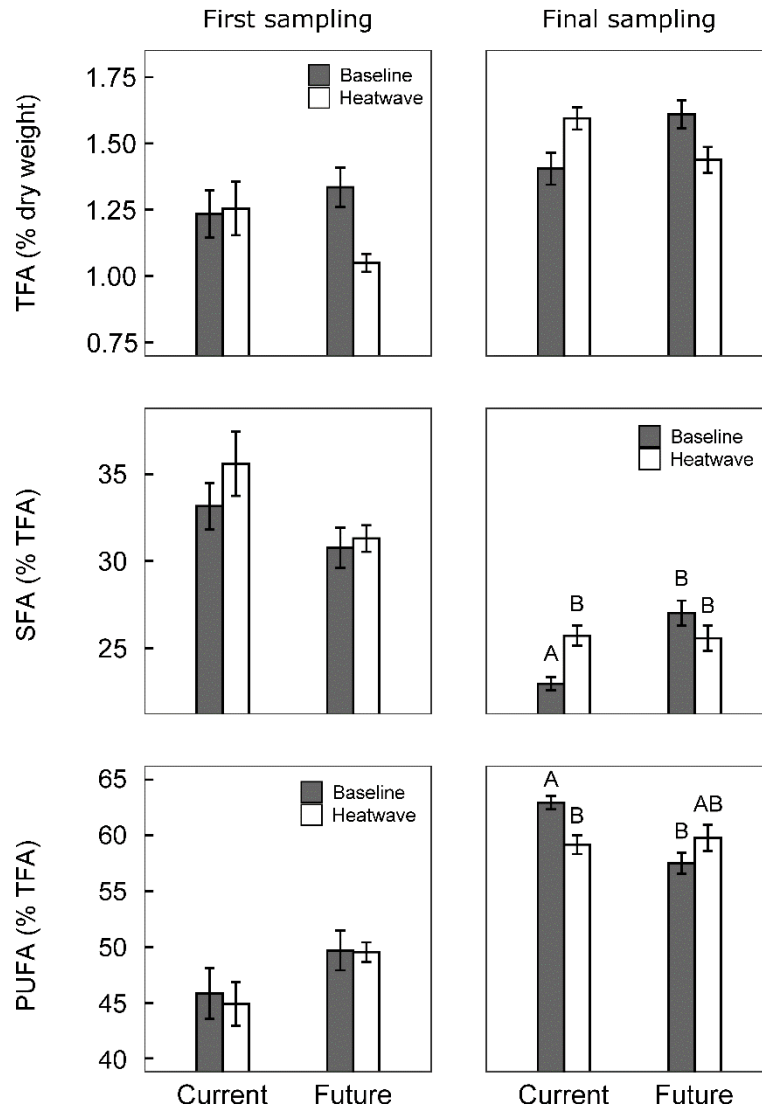 First sampling
Final sampling
TFA (% dry weight)
1.75
1.50
1.25
1.00
0.75
Baseline
Heatwave
SFA (% TFA)
35
30
25
Baseline
Heatwave
A
B
B
B
PUFA (% TFA)
65
60
55
50
45
40
Baseline
Heatwave
A
B
B
AB
Current
Future
Current
Future